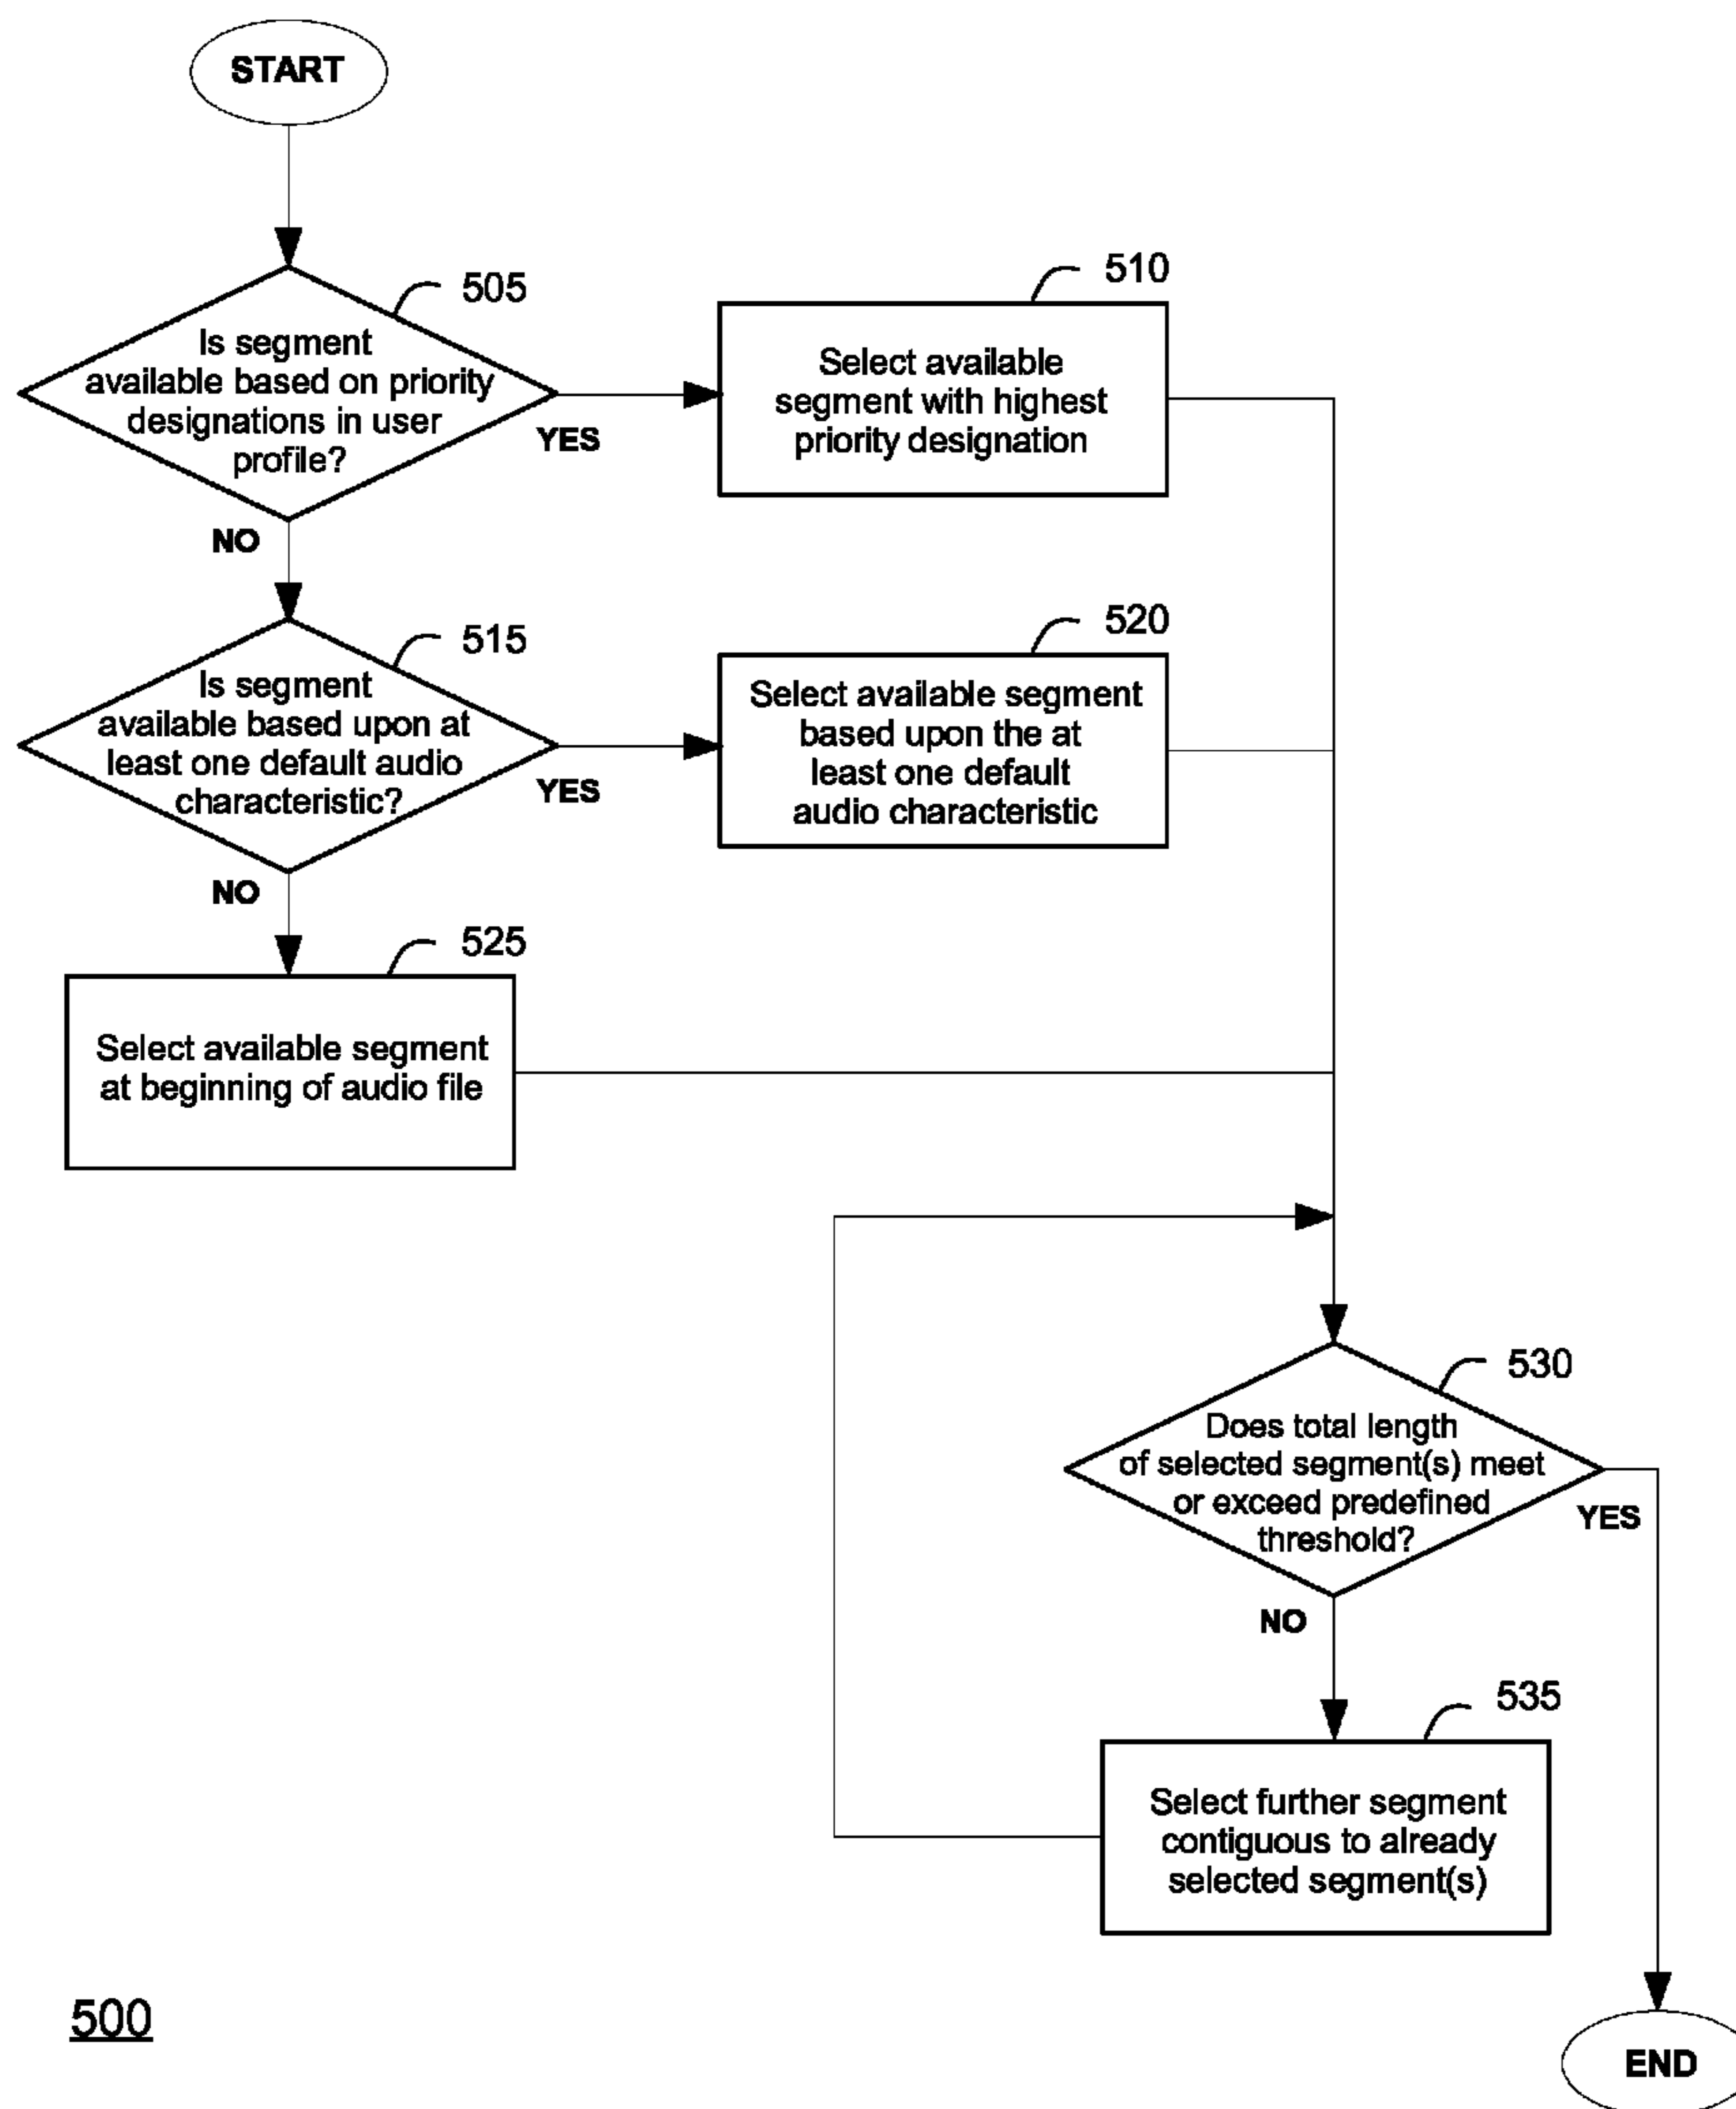 START
505
Is segment
available based on priority
designations in user
profile?
YES
NO
510
Select available
segment with highest
priority designation
515
Is segment
available based upon at
least one default audio
characteristic?
YES
NO
520
Select available segment
based upon the at
least one default
audio characteristic
525
Select available segment
at beginning of audio file
530
Does total length
of selected segment(s) meet
or exceed predefined
threshold?
YES
NO
535
Select further segment
contiguous to already
selected segment(s)
500
END